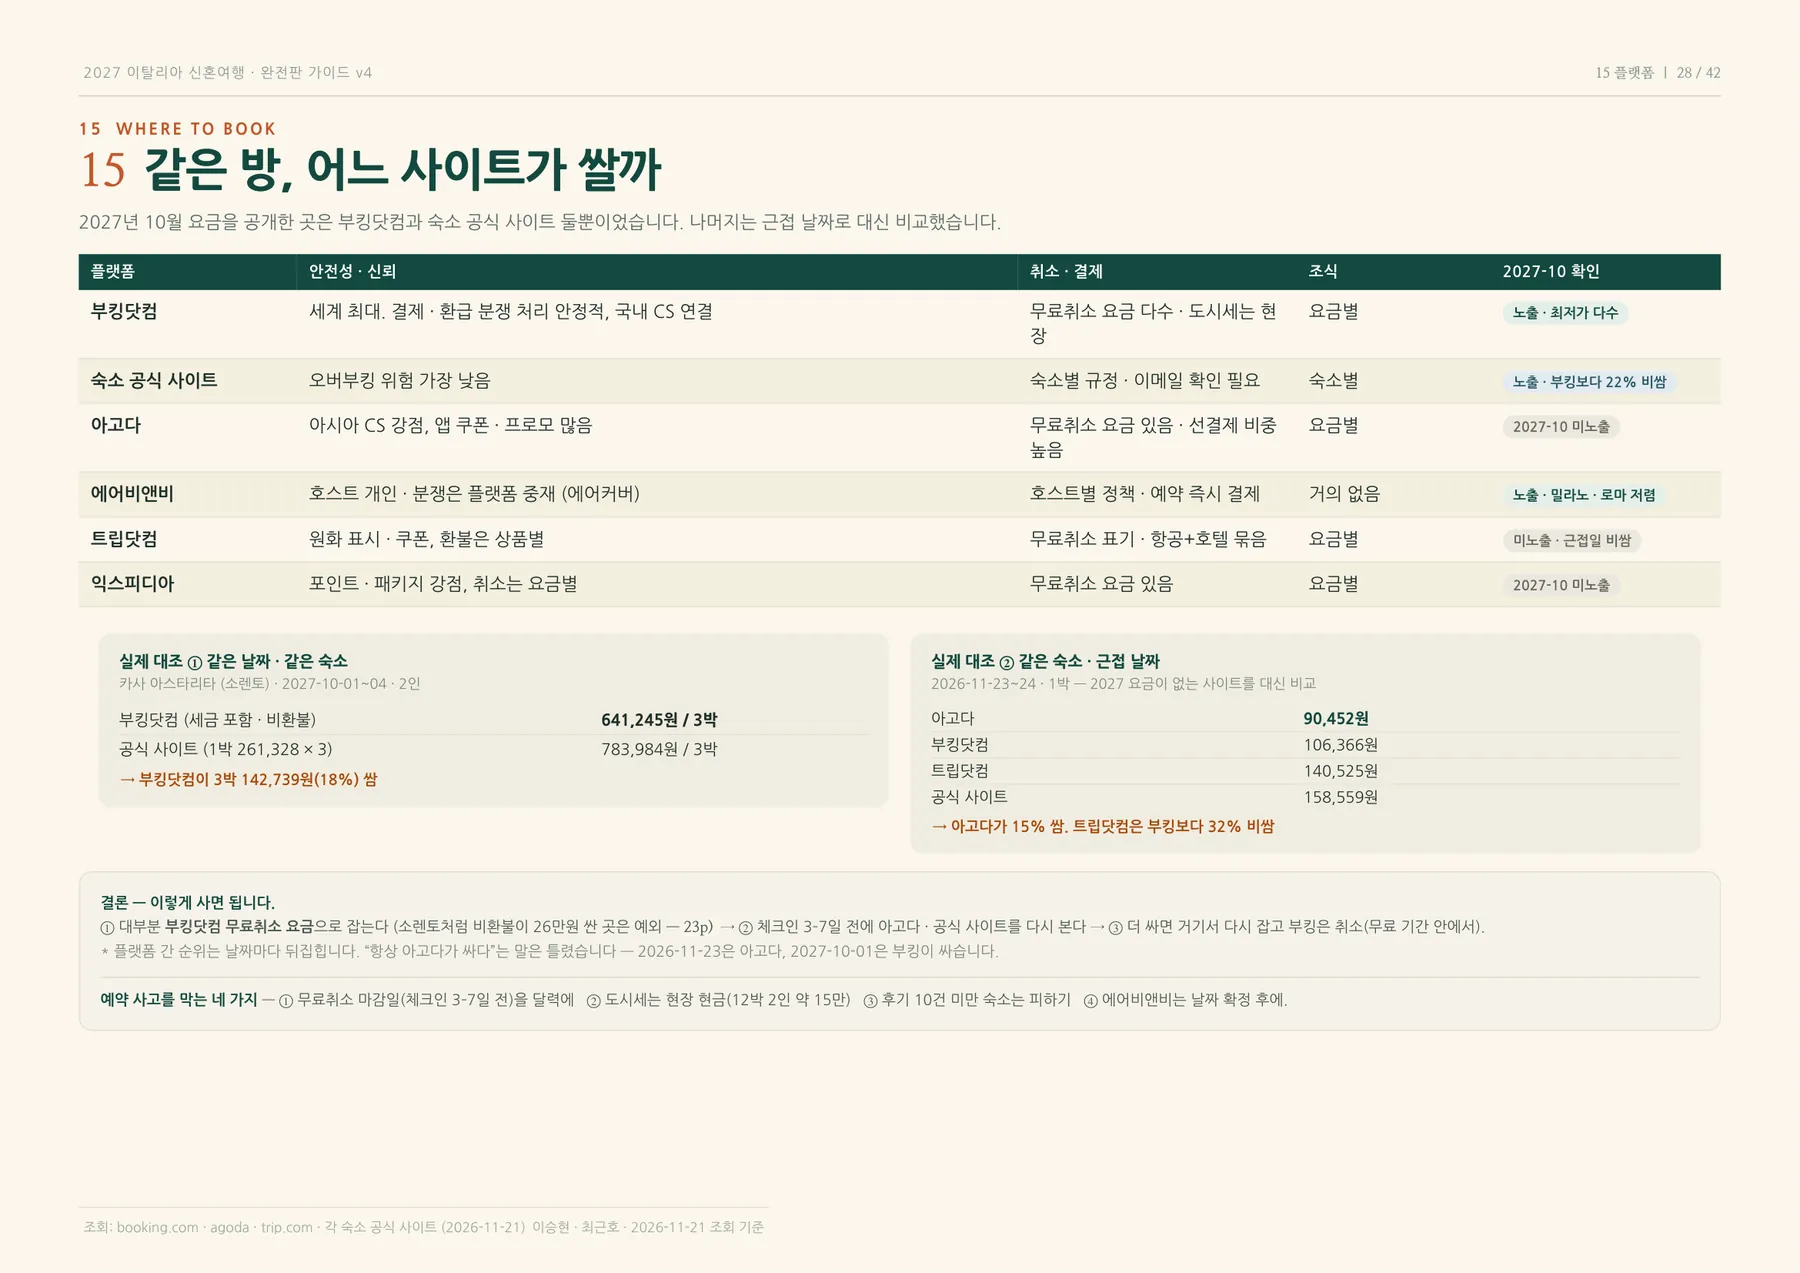 2027 이탈리아 신혼여행 · 완전판 가이드 v4
15 플랫폼 | 28 / 42
15 WHERE TO BOOK
15 같은 방, 어느 사이트가 쌀까
2027년 10월 요금을 공개한 곳은 부킹닷컴과 숙소 공식 사이트 둘뿐이었습니다. 나머지는 근접 날짜로 대신 비교했습니다.
플랫폼 안전성 · 신뢰 취소 · 결제 조식 2027-10 확인
부킹닷컴 세계 최대. 결제 · 환급 분쟁 처리 안정적, 국내 CS 연결 무료취소 요금 다수 · 도시세는 현 요금별 노출 · 최저가 다수
장
숙소 공식 사이트 오버부킹 위험 가장 낮음 숙소별 규정 · 이메일 확인 필요 숙소별 노출 · 부킹보다 22% 비쌈
아고다 아시아 CS 강점, 앱 쿠폰 · 프로모 많음 무료취소 요금 있음 · 선결제 비중 요금별 2027-10 미노출
높음
에어비앤비 호스트 개인 · 분쟁은 플랫폼 중재 (에어커버) 호스트별 정책 · 예약 즉시 결제 거의 없음 노출 · 밀라노 · 로마 저렴
트립닷컴 원화 표시 · 쿠폰, 환불은 상품별 무료취소 표기 · 항공+호텔 묶음 요금별 미노출 · 근접일 비쌈
익스피디아 포인트 · 패키지 강점, 취소는 요금별 무료취소 요금 있음 요금별 2027-10 미노출
실제 대조 ① 같은 날짜 · 같은 숙소
카사 아스타리타 (소렌토) · 2027-10-01~04 · 2인
부킹닷컴 (세금 포함 · 비환불) 641,245원 / 3박
공식 사이트 (1박 261,328 × 3) 783,984원 / 3박
→ 부킹닷컴이 3박 142,739원(18%) 쌈
실제 대조 ② 같은 숙소 · 근접 날짜
2026-11-23~24 · 1박 — 2027 요금이 없는 사이트를 대신 비교
아고다 90,452원
부킹닷컴 106,366원
트립닷컴 140,525원
공식 사이트 158,559원
→ 아고다가 15% 쌈. 트립닷컴은 부킹보다 32% 비쌈
결론 — 이렇게 사면 됩니다.
① 대부분 부킹닷컴 무료취소 요금으로 잡는다 (소렌토처럼 비환불이 26만원 싼 곳은 예외 — 23p) → ② 체크인 3-7일 전에 아고다 · 공식 사이트를 다시 본다 → ③ 더 싸면 거기서 다시 잡고 부킹은 취소(무료 기간 안에서).
* 플랫폼 간 순위는 날짜마다 뒤집힙니다. “항상 아고다가 싸다”는 말은 틀렸습니다 — 2026-11-23은 아고다, 2027-10-01은 부킹이 싸습니다.
예약 사고를 막는 네 가지 — ① 무료취소 마감일(체크인 3-7일 전)을 달력에 ② 도시세는 현장 현금(12박 2인 약 15만) ③ 후기 10건 미만 숙소는 피하기 ④ 에어비앤비는 날짜 확정 후에.
조회: booking.com · agoda · trip.com · 각 숙소 공식 사이트 (2026-11-21) 이승현 · 최근호 · 2026-11-21 조회 기준